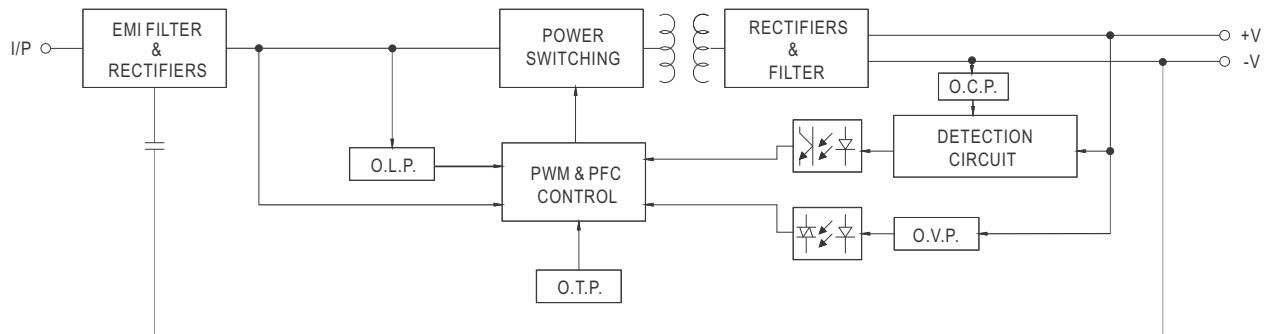 I/P
EMI FILTER
&
RECTIFIERS
POWER
SWITCHING
RECTIFIERS
&
FILTER
+V
-V
O.C.P.
DETECTION
CIRCUIT
O.L.P.
PWM & PFC
CONTROL
O.V.P.
O.T.P.